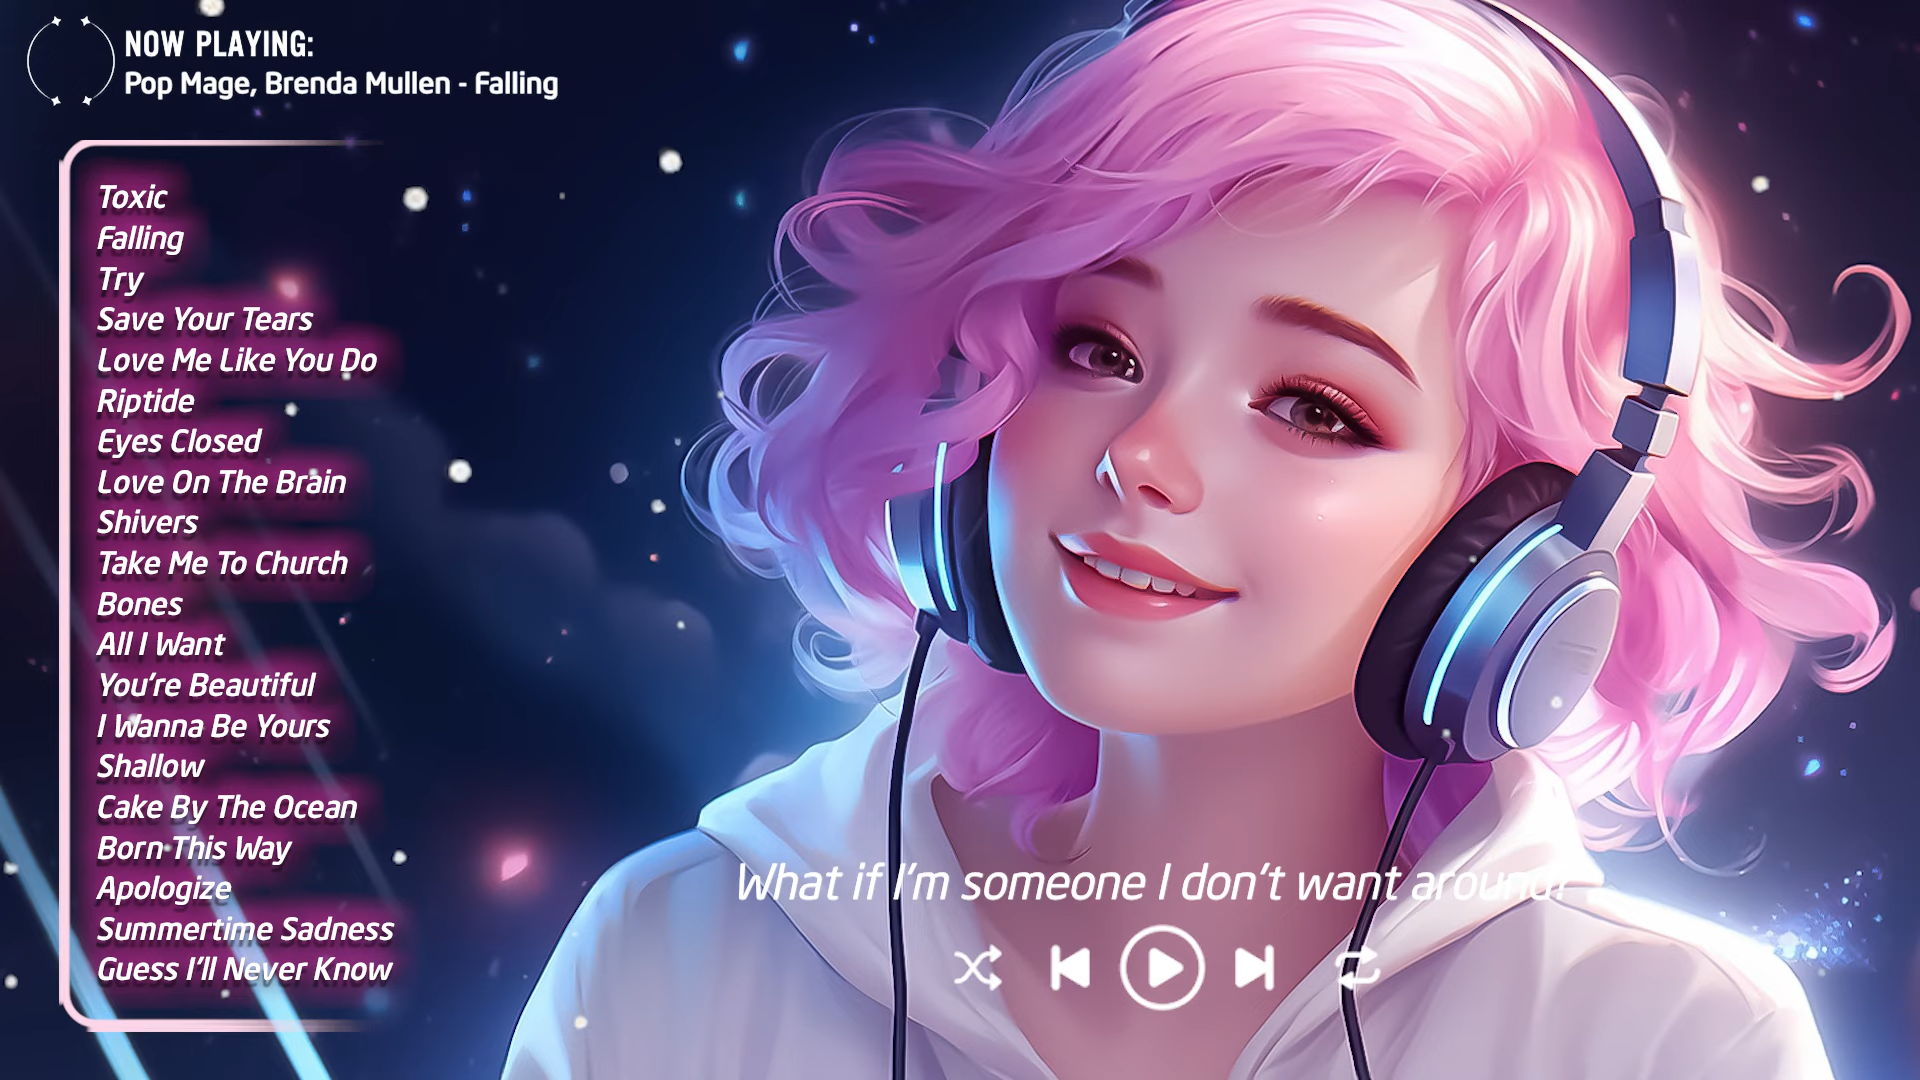 NOW PLAYING:
Pop Mage, Brenda Mullen - Falling
Toxic
Falling
Try
Save Your Tears
Love Me Like You Do
Riptide
Eyes Closed
Love On The Brain
Shivers
Take Me To Church
Bones
All I Want
You're Beautiful
I Wanna Be Yours
Shallow
Cake By The Ocean
Born This Way
Apologize
Summertime Sadness
Guess I'll Never Know
What if I'm someone I don't want around?